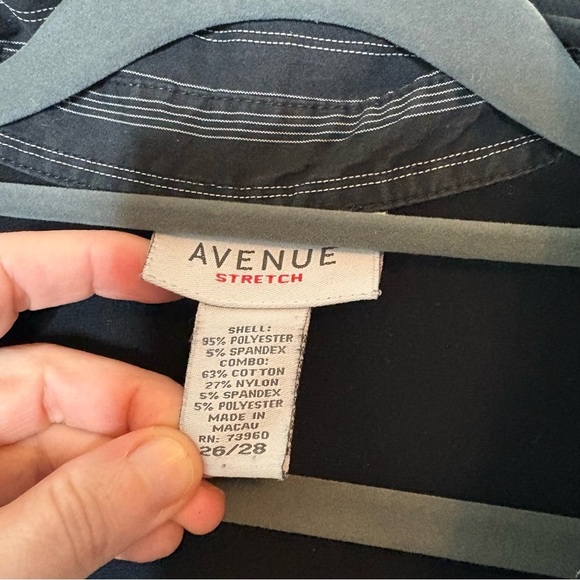 AVENUE
STRETCH
SHELL:
95% POLYESTER
5% SPANDEX
COMBO:
63% COTTON
27% NYLON
5% SPANDEX
5% POLYESTER
MADE IN
MACAU
RN: 73960
26/28